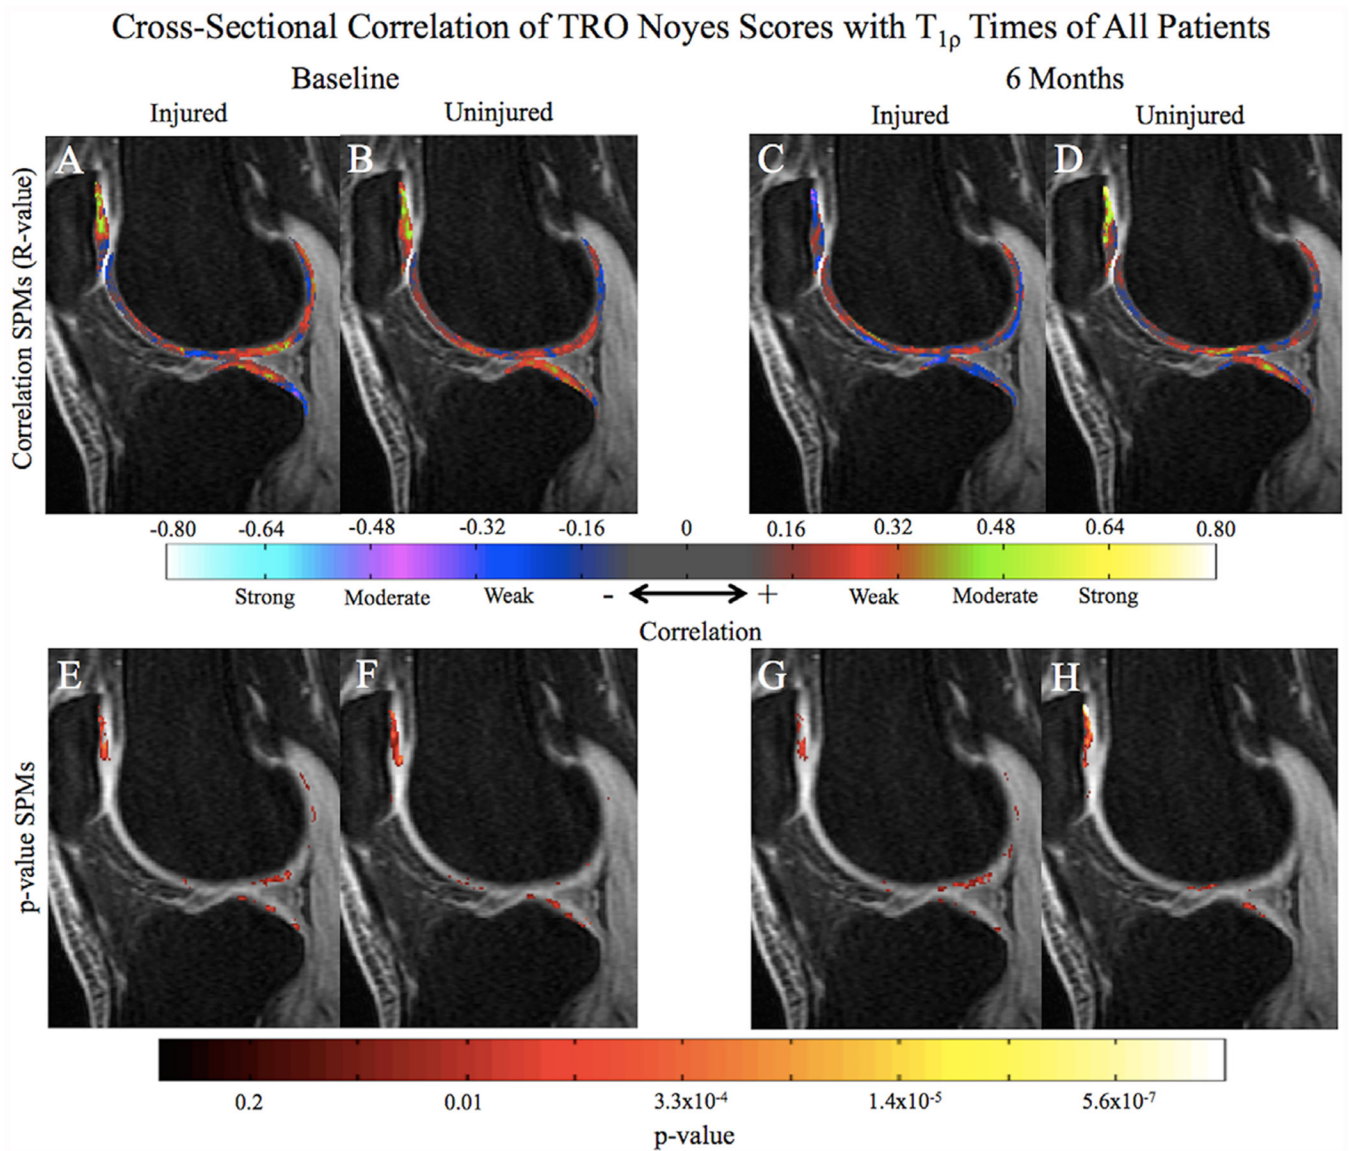 Cross-Sectional Correlation of TRO Noyes Scores with T1ρ Times of All Patients
Baseline
6 Months
Injured
Uninjured
Injured
Uninjured
A
B
C
D
Correlation SPMs (R-value)
-0.80 -0.64 -0.48 -0.32 -0.16 0 0.16 0.32 0.48 0.64 0.80
Strong Moderate Weak - + Weak Moderate Strong
Correlation
E
F
G
H
p-value SPMs
0.2 0.01 3.3x10-4 1.4x10-5 5.6x10-7
p-value